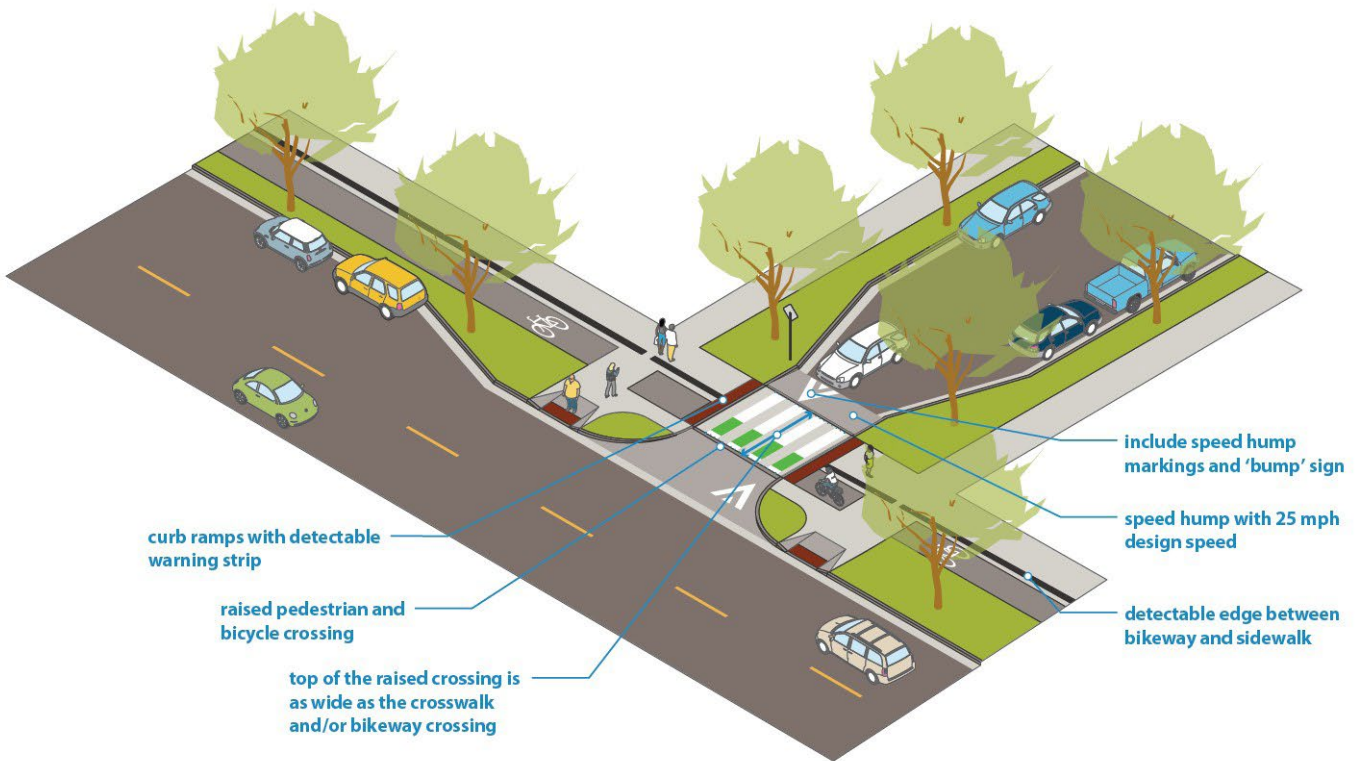 include speed hump
markings and ‘bump’ sign
speed hump with 25 mph
design speed
curb ramps with detectable
warning strip
raised pedestrian and
bicycle crossing
detectable edge between
bikeway and sidewalk
top of the raised crossing is
as wide as the crosswalk
and/or bikeway crossing